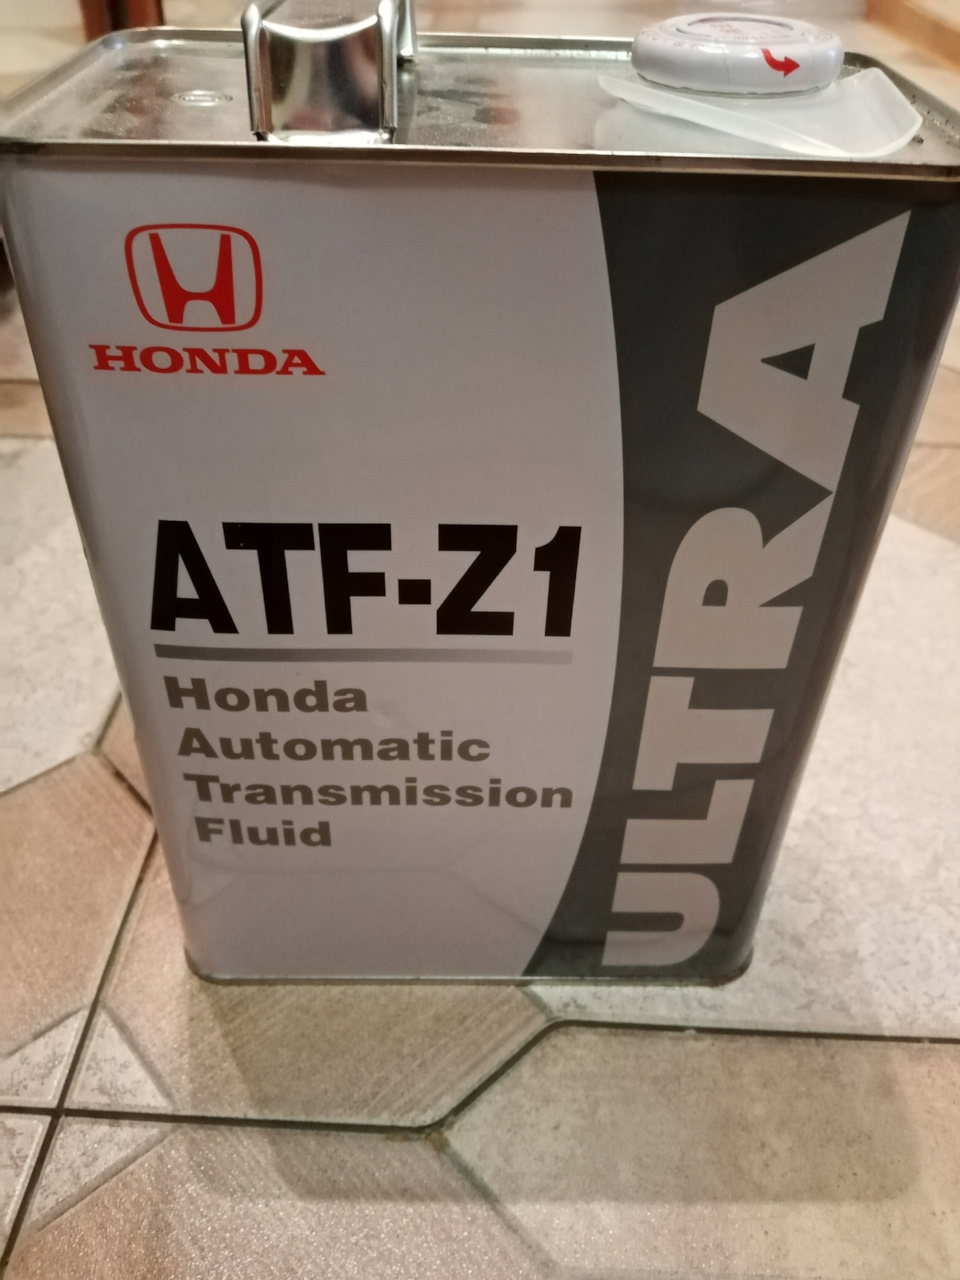 HONDA
ATF-Z1
Honda
Automatic
Transmission
Fluid
ULTRA